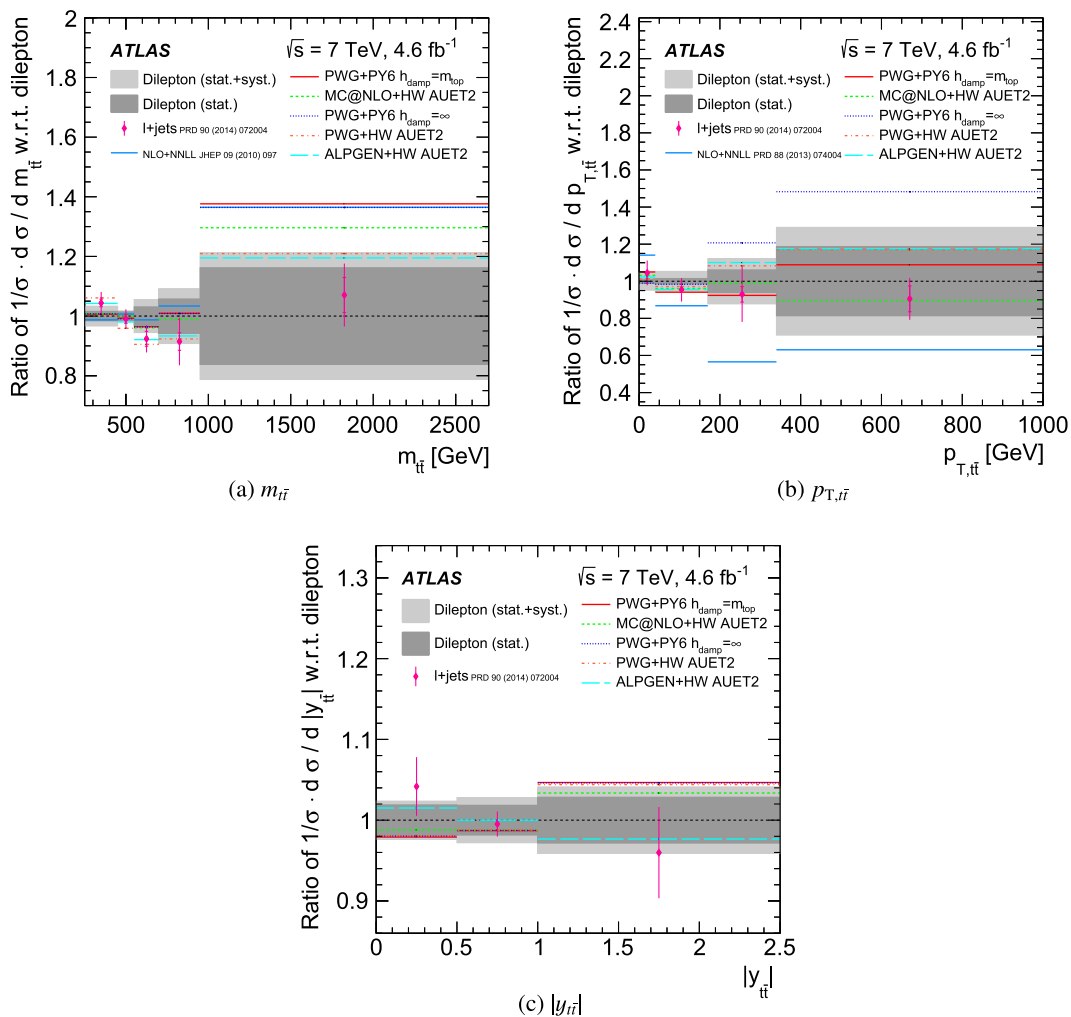 Ratio of 1/σ · d σ / d m_tt̄ w.r.t. dilepton
2
1.8
1.6
1.4
1.2
1
0.8
ATLAS
√s = 7 TeV, 4.6 fb⁻¹
Dilepton (stat.+syst.)
Dilepton (stat.)
l+jets PRD 90 (2014) 072004
NLO+NNLL JHEP 09 (2010) 097
PWG+PY6 h_damp=m_top
MC@NLO+HW AUET2
PWG+PY6 h_damp=∞
PWG+HW AUET2
ALPGEN+HW AUET2
500 1000 1500 2000 2500
m_tt̄ [GeV]
(a) m_tt̄
Ratio of 1/σ · d σ / d p_T,tt̄ w.r.t. dilepton
2.4
2.2
2
1.8
1.6
1.4
1.2
1
0.8
0.6
0.4
ATLAS
√s = 7 TeV, 4.6 fb⁻¹
Dilepton (stat.+syst.)
Dilepton (stat.)
l+jets PRD 90 (2014) 072004
NLO+NNLL PRD 88 (2013) 074004
PWG+PY6 h_damp=m_top
MC@NLO+HW AUET2
PWG+PY6 h_damp=∞
PWG+HW AUET2
ALPGEN+HW AUET2
0 200 400 600 800 1000
p_T,tt̄ [GeV]
(b) p_T,tt̄
Ratio of 1/σ · d σ / d |y_tt̄| w.r.t. dilepton
1.3
1.2
1.1
1
0.9
ATLAS
√s = 7 TeV, 4.6 fb⁻¹
Dilepton (stat.+syst.)
Dilepton (stat.)
l+jets PRD 90 (2014) 072004
PWG+PY6 h_damp=m_top
MC@NLO+HW AUET2
PWG+PY6 h_damp=∞
PWG+HW AUET2
ALPGEN+HW AUET2
0 0.5 1 1.5 2 2.5
|y_tt̄|
(c) |y_tt̄|